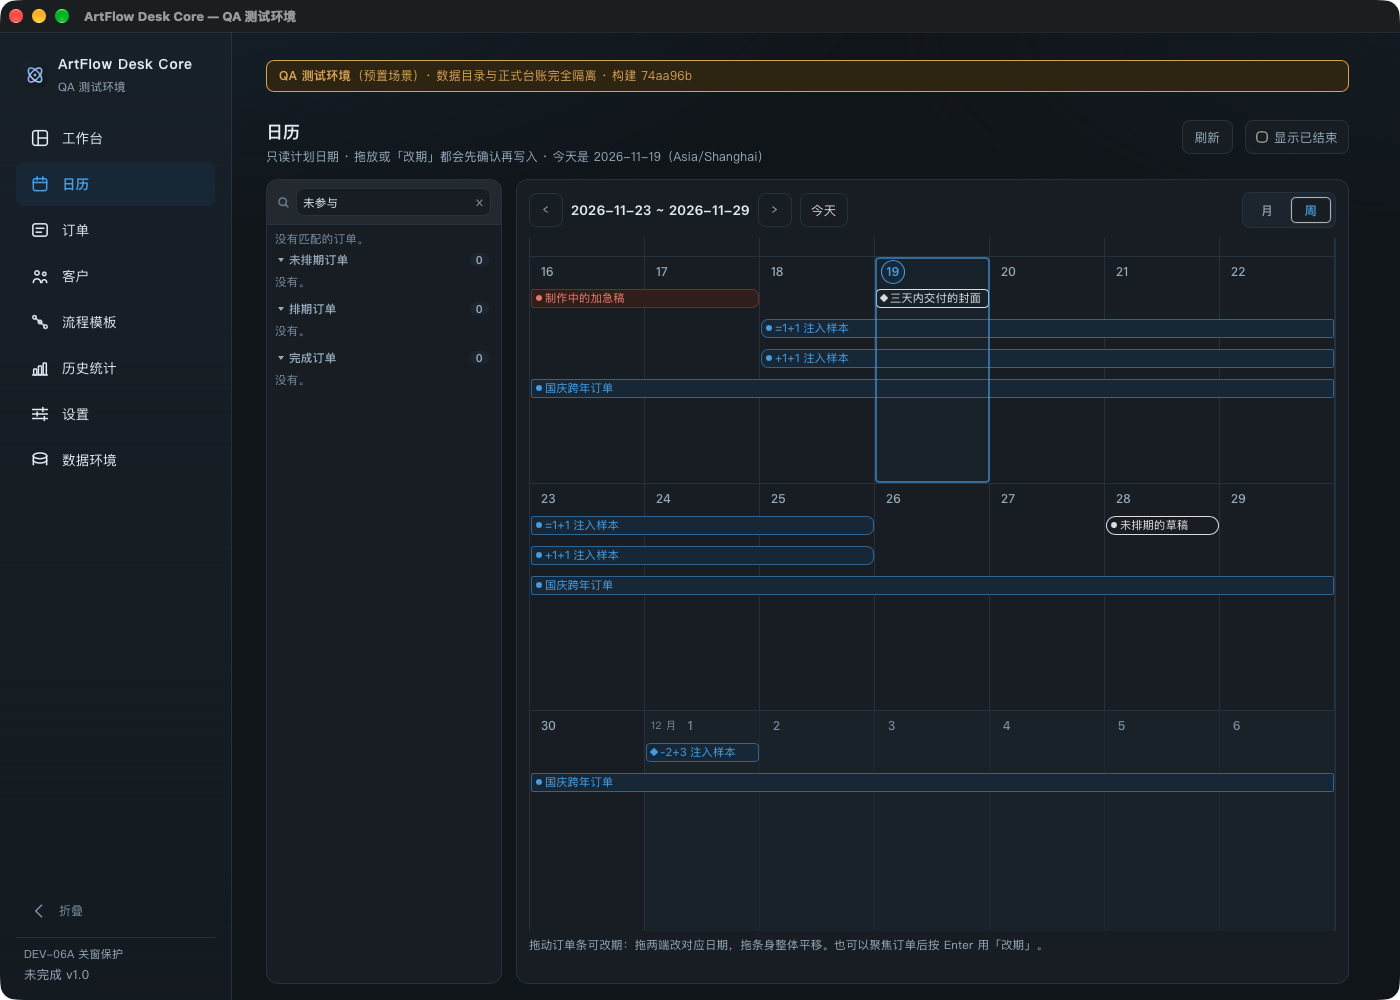 ArtFlow Desk Core — QA 测试环境
ArtFlow Desk Core
QA 测试环境
工作台
日历
订单
客户
流程模板
历史统计
设置
数据环境
折叠
DEV-06A 关窗保护
未完成 v1.0
QA 测试环境（预置场景）· 数据目录与正式台账完全隔离 · 构建 74aa96b
日历
只读计划日期 · 拖放或「改期」都会先确认再写入 · 今天是 2026-11-19（Asia/Shanghai）
刷新
显示已结束
未参与
没有匹配的订单。
未排期订单 0
没有。
排期订单 0
没有。
完成订单 0
没有。
2026-11-23 ~ 2026-11-29
今天
月 周
16 17 18 19 20 21 22
制作中的加急稿
三天内交付的封面
=1+1 注入样本
+1+1 注入样本
国庆跨年订单
23 24 25 26 27 28 29
=1+1 注入样本
未排期的草稿
+1+1 注入样本
国庆跨年订单
30 12 月 1 2 3 4 5 6
-2+3 注入样本
国庆跨年订单
拖动订单条可改期：拖两端改对应日期，拖条身整体平移。也可以聚焦订单后按 Enter 用「改期」。